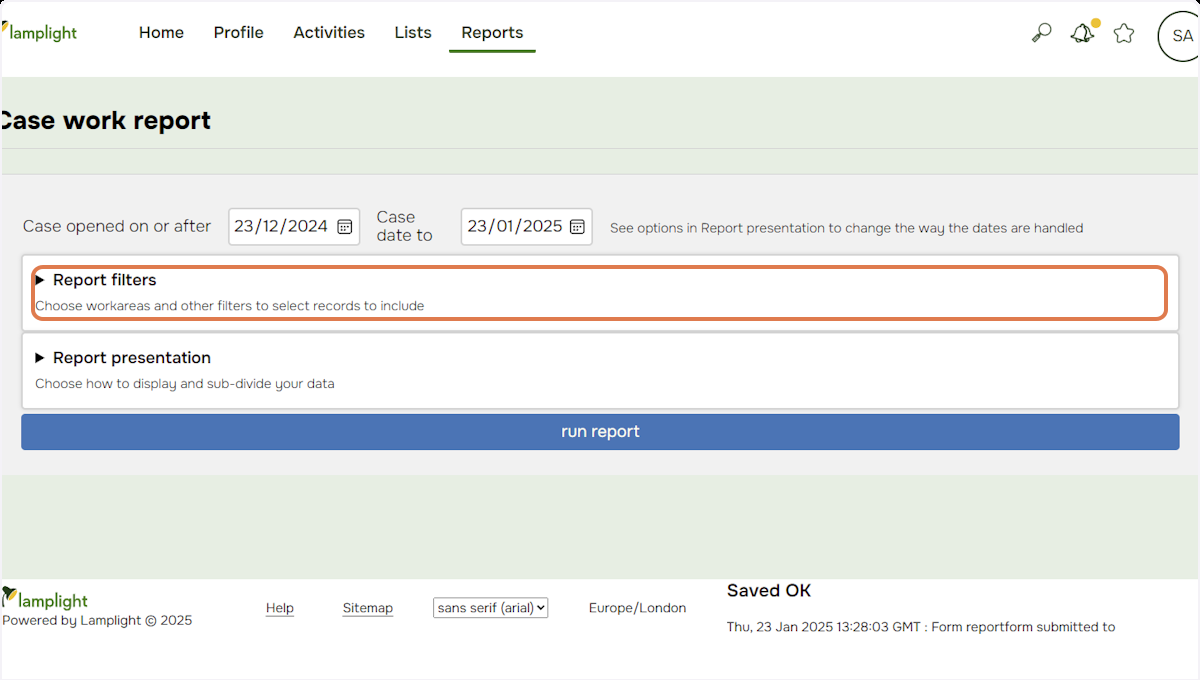 lamplight
Home Profile Activities Lists Reports
SA
Case work report
Case opened on or after 23/12/2024 Case date to 23/01/2025 See options in Report presentation to change the way the dates are handled
Report filters
Choose workareas and other filters to select records to include
Report presentation
Choose how to display and sub-divide your data
run report
lamplight
Powered by Lamplight © 2025
Help
Sitemap
sans serif (arial)
Europe/London
Saved OK
Thu, 23 Jan 2025 13:28:03 GMT : Form reportform submitted to